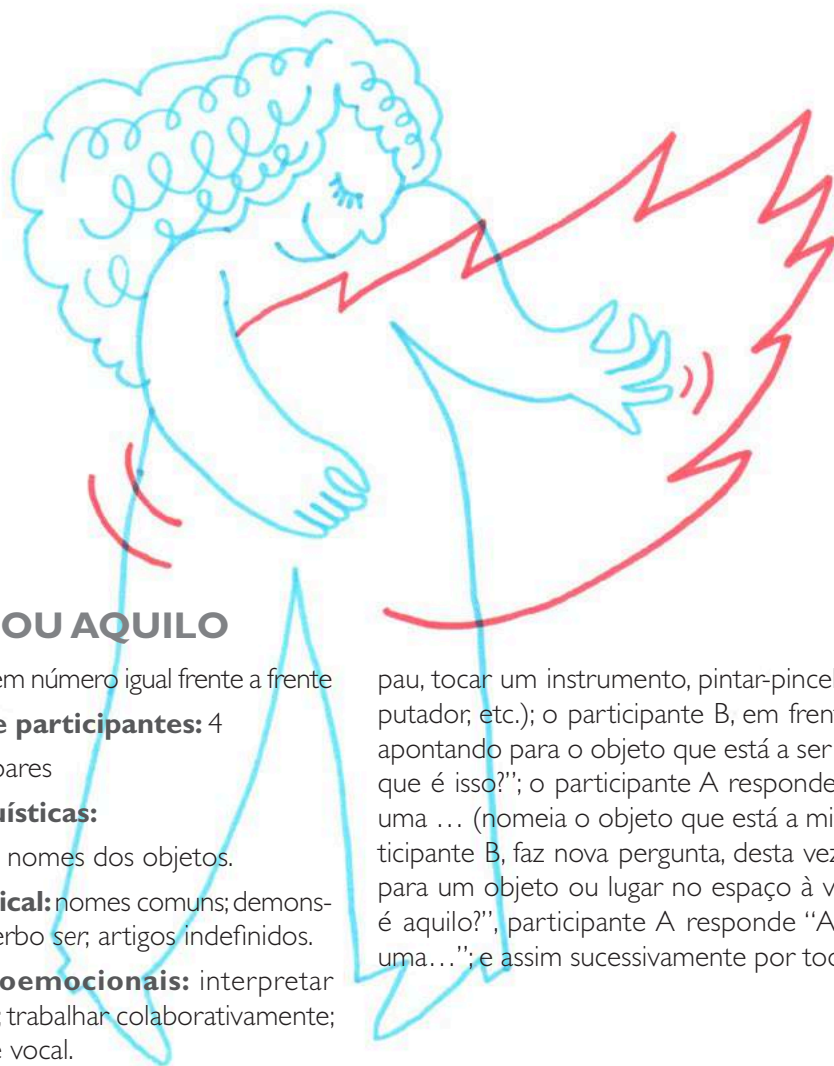 OU AQUILO
em número igual frente a frente
e participantes: 4
pares
uísticas:
nomes dos objetos.
ical: nomes comuns; demons-
erbo ser, artigos indefinidos.
oemocionais: interpretar
; trabalhar colaborativamente;
e vocal.
pau, tocar um instrumento, pintar-pincel
putador, etc.); o participante B, em fren
apontando para o objeto que está a ser
que é isso?”; o participante A responde
uma … (nomeia o objeto que está a mi
ticipante B, faz nova pergunta, desta vez
para um objeto ou lugar no espaço à v
é aquilo?”, participante A responde “A
uma…”; e assim sucessivamente por toc